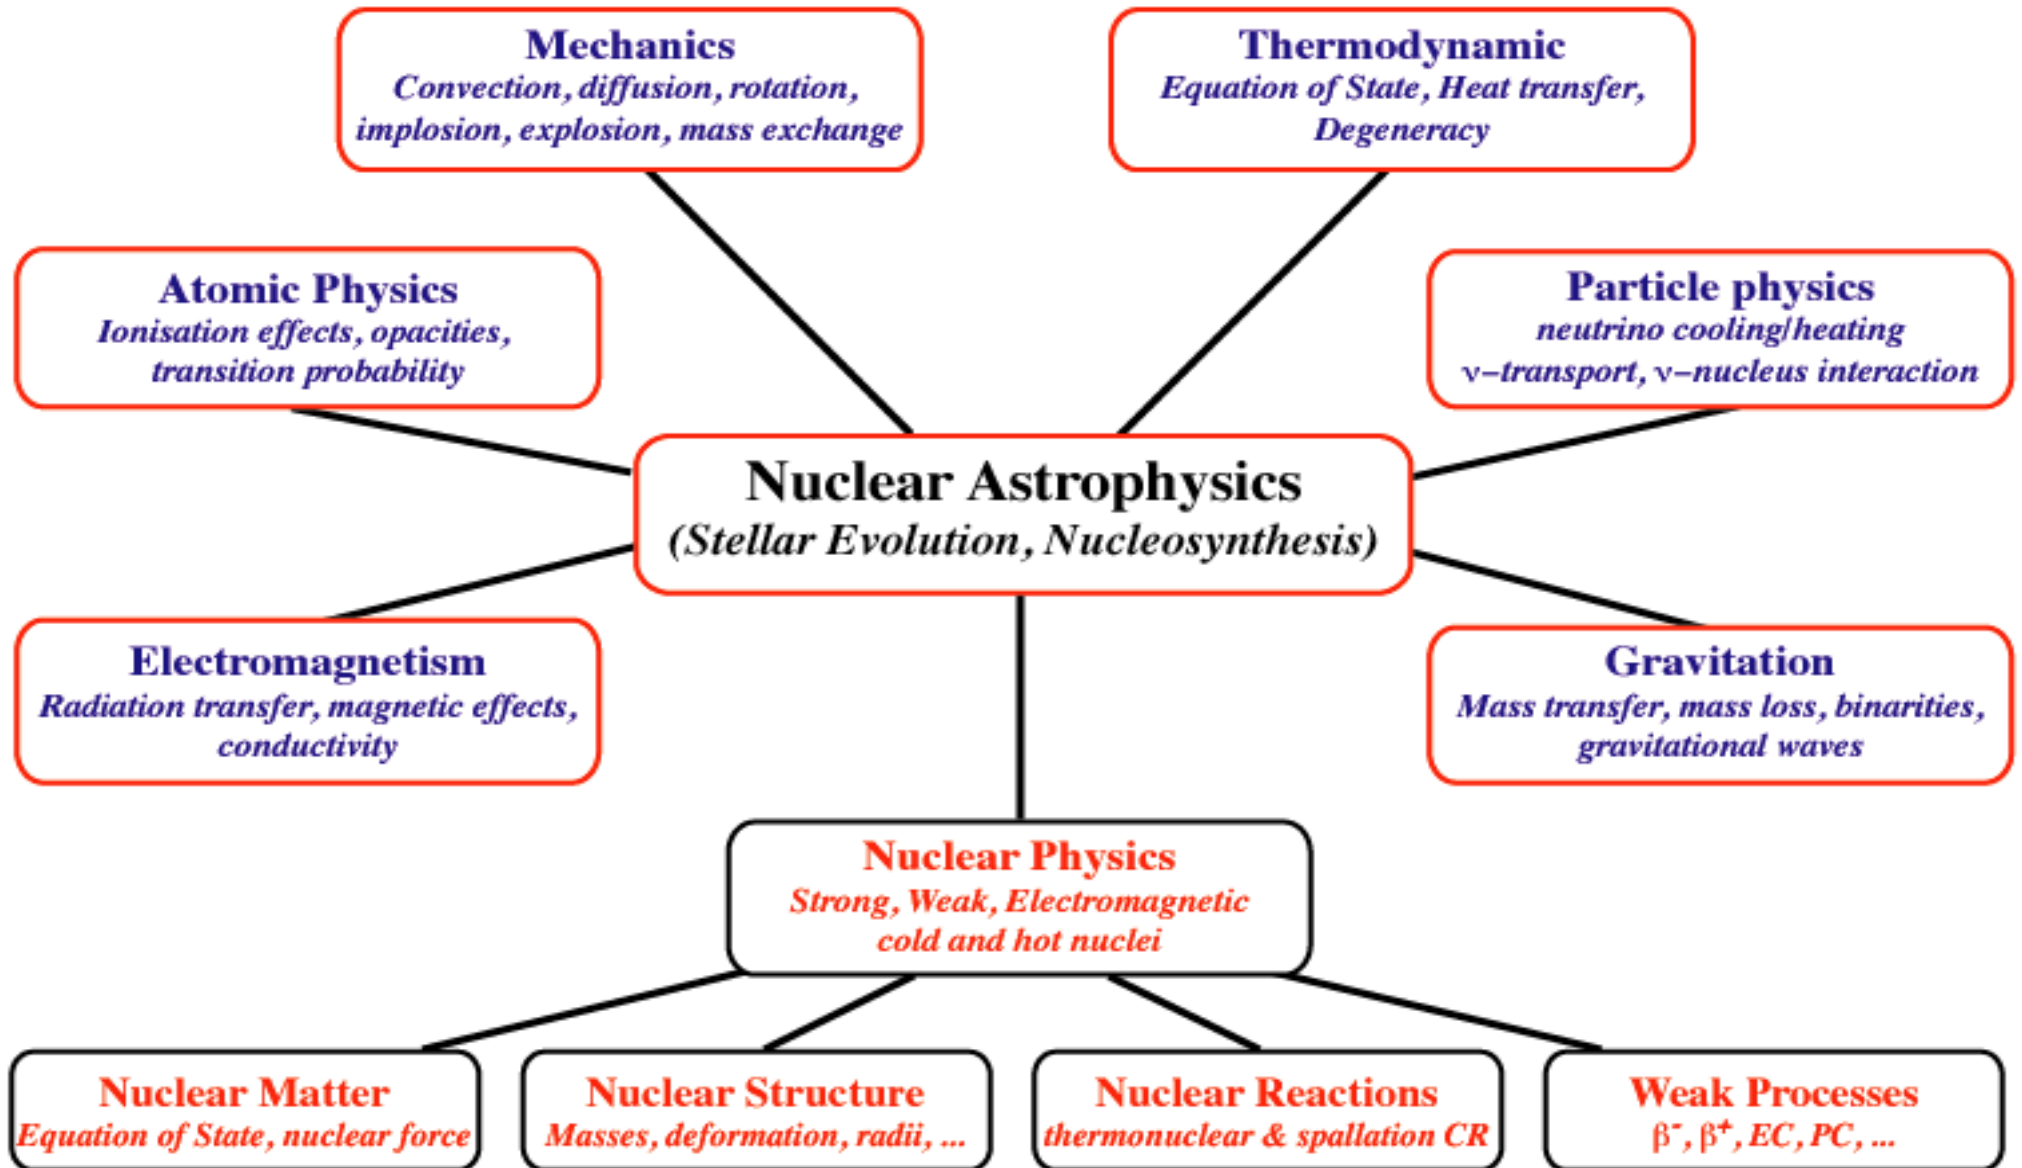 Mechanics
Convection, diffusion, rotation,
implosion, explosion, mass exchange
Thermodynamic
Equation of State, Heat transfer,
Degeneracy
Atomic Physics
Ionisation effects, opacities,
transition probability
Particle physics
neutrino cooling/heating
ν−transport, ν−nucleus interaction
Nuclear Astrophysics
(Stellar Evolution, Nucleosynthesis)
Electromagnetism
Radiation transfer, magnetic effects,
conductivity
Gravitation
Mass transfer, mass loss, binarities,
gravitational waves
Nuclear Physics
Strong, Weak, Electromagnetic
cold and hot nuclei
Nuclear Matter
Equation of State, nuclear force
Nuclear Structure
Masses, deformation, radii, ...
Nuclear Reactions
thermonuclear & spallation CR
Weak Processes
β⁻, β⁺, EC, PC, ...